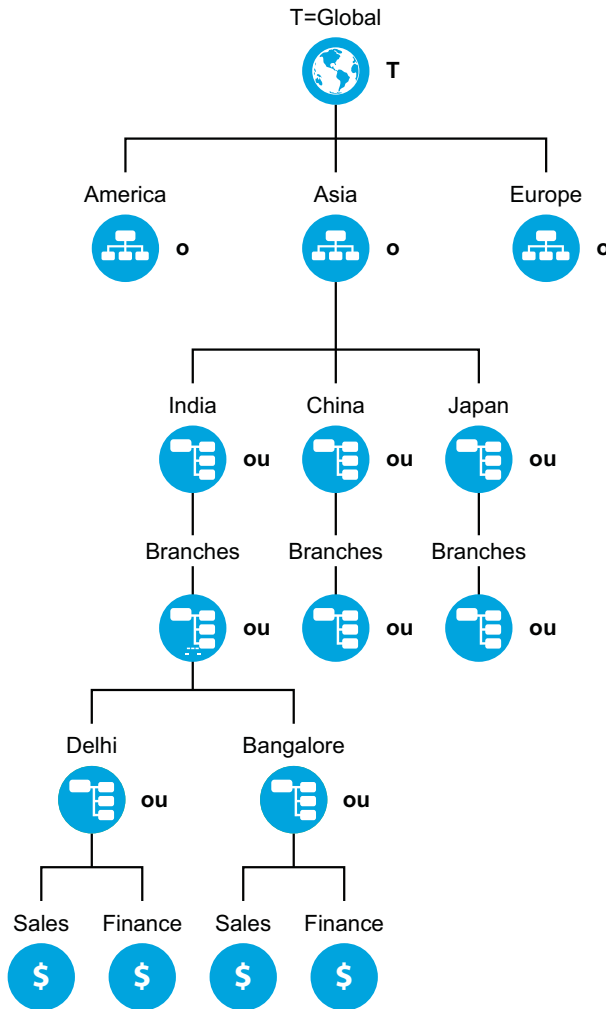 T=Global
T
America Asia Europe
o o o
India China Japan
ou ou ou
Branches Branches Branches
ou ou ou
Delhi Bangalore
ou ou
Sales Finance Sales Finance
$ $ $ $